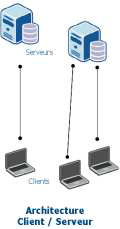 Serveurs
Clients
Architecture
Client / Serveur